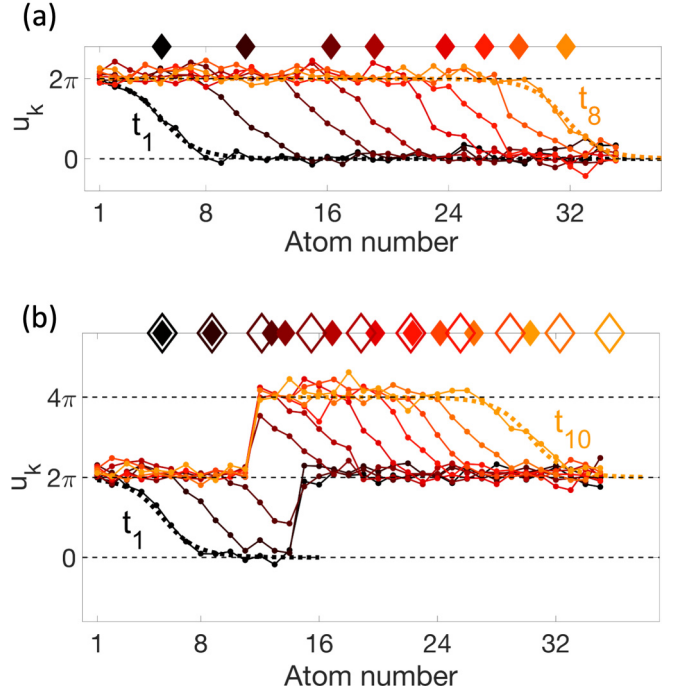 (a)
2π
u_k
0
t_1
t_8
1 8 16 24 32
Atom number
(b)
4π
u_k
2π
0
t_1
t_10
1 8 16 24 32
Atom number